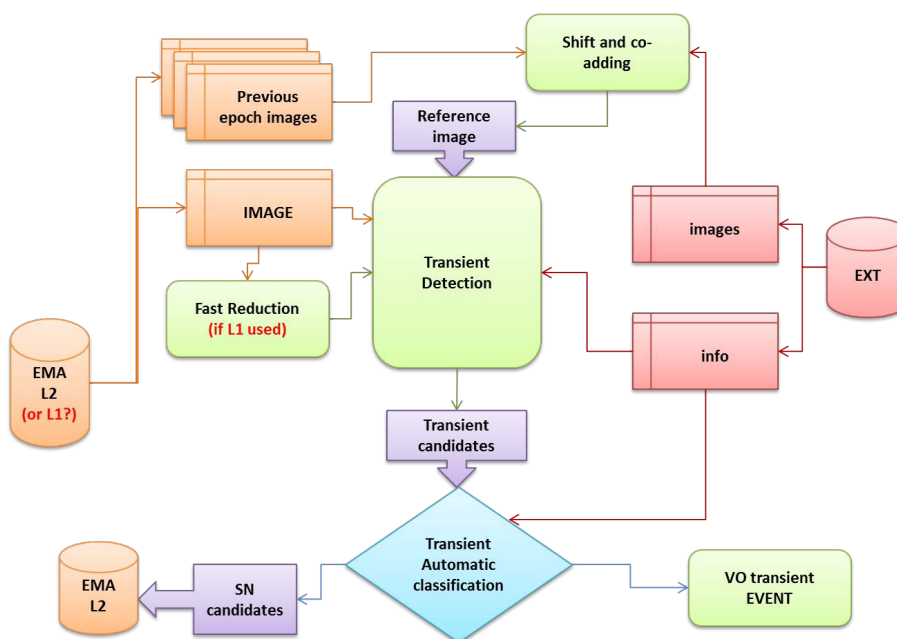 Shift and co-
adding
Previous
epoch images
Reference
image
IMAGE
images
Transient
Detection
EXT
Fast Reduction
(if L1 used)
info
EMA
L2
(or L1?)
Transient
candidates
Transient
Automatic
classification
EMA
L2
SN
candidates
VO transient
EVENT